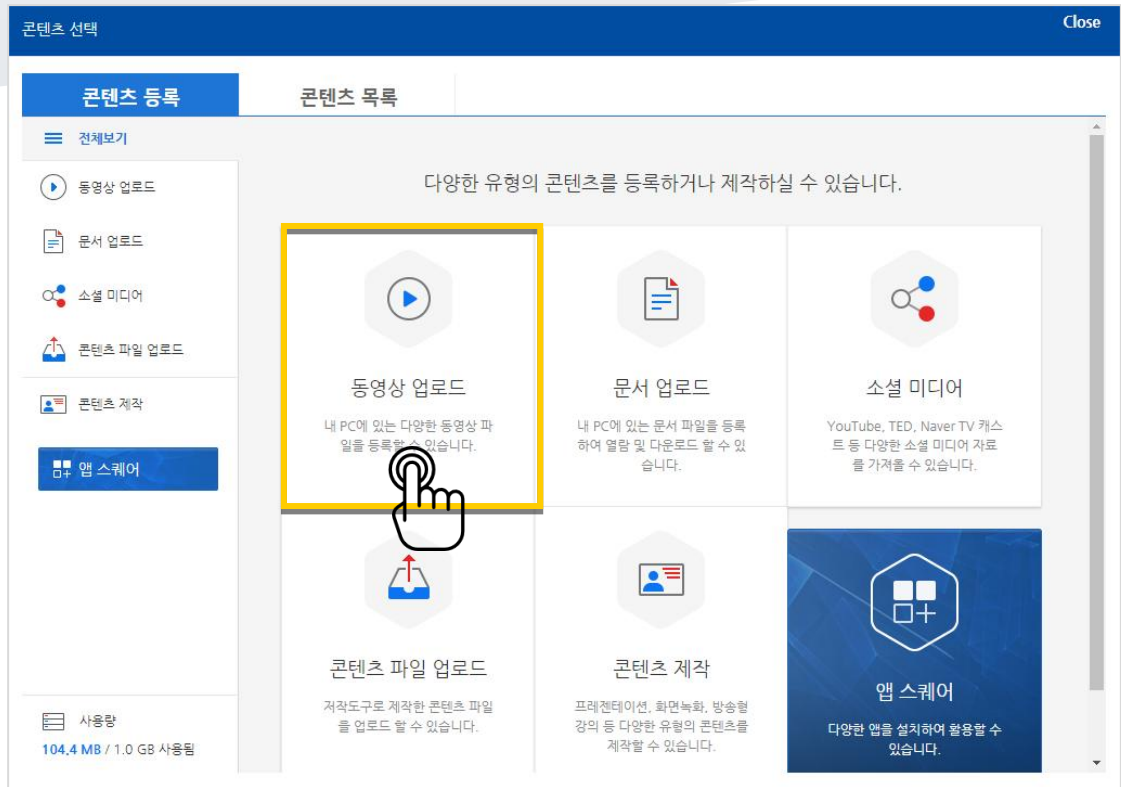 콘텐츠 선택
Close
콘텐츠 등록
콘텐츠 목록
전체보기
동영상 업로드
문서 업로드
소셜 미디어
콘텐츠 파일 업로드
콘텐츠 제작
앱 스퀘어
사용량
104.4 MB / 1.0 GB 사용됨
다양한 유형의 콘텐츠를 등록하거나 제작하실 수 있습니다.
동영상 업로드
내 PC에 있는 다양한 동영상 파
일을 등록할 수 있습니다.
문서 업로드
내 PC에 있는 문서 파일을 등록
하여 열람 및 다운로드 할 수 있
습니다.
소셜 미디어
YouTube, TED, Naver TV 캐스
트 등 다양한 소셜 미디어 자료
를 가져올 수 있습니다.
콘텐츠 파일 업로드
저작도구로 제작한 콘텐츠 파일
을 업로드 할 수 있습니다.
콘텐츠 제작
프레젠테이션, 화면녹화, 방송형
강의 등 다양한 유형의 콘텐츠를
제작할 수 있습니다.
앱 스퀘어
다양한 앱을 설치하여 활용할 수
있습니다.